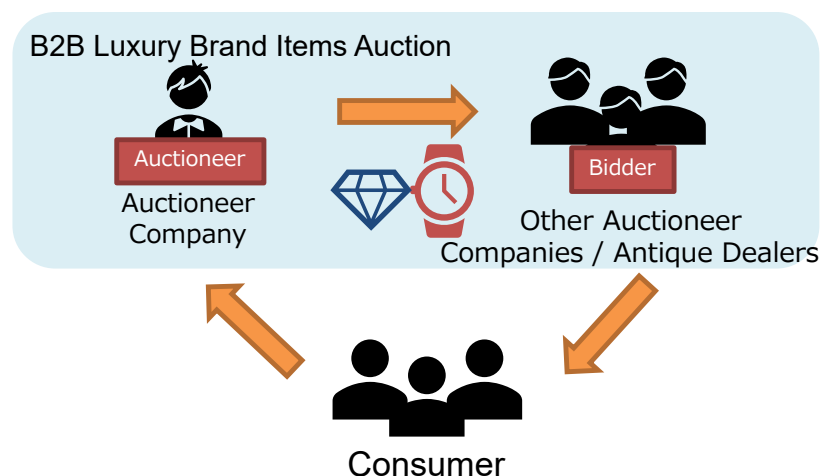 B2B Luxury Brand Items Auction
Auctioneer
Auctioneer
Company
Bidder
Other Auctioneer
Companies / Antique Dealers
Consumer